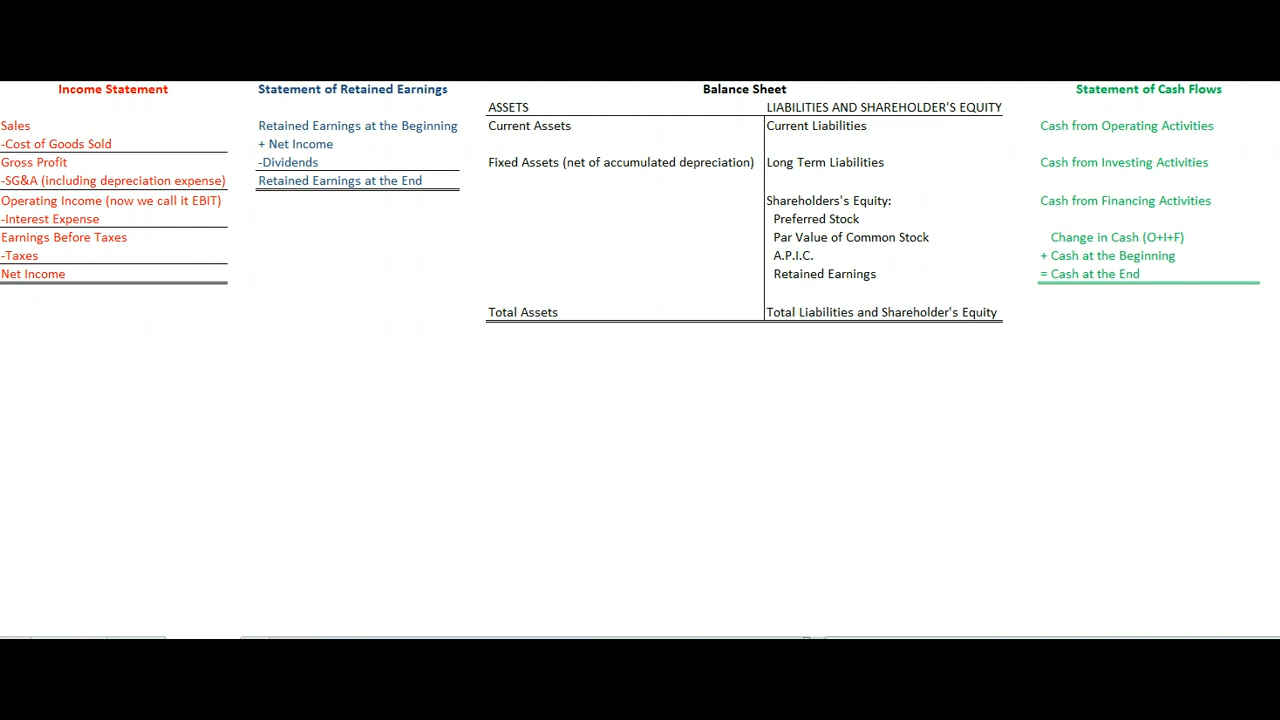 Income Statement
Sales
-Cost of Goods Sold
Gross Profit
-SG&A (including depreciation expense)
Operating Income (now we call it EBIT)
-Interest Expense
Earnings Before Taxes
-Taxes
Net Income
Statement of Retained Earnings
Retained Earnings at the Beginning
+ Net Income
-Dividends
Retained Earnings at the End
Balance Sheet
ASSETS
Current Assets
Fixed Assets (net of accumulated depreciation)
Total Assets
LIABILITIES AND SHAREHOLDER'S EQUITY
Current Liabilities
Long Term Liabilities
Shareholders's Equity:
Preferred Stock
Par Value of Common Stock
A.P.I.C.
Retained Earnings
Total Liabilities and Shareholder's Equity
Statement of Cash Flows
Cash from Operating Activities
Cash from Investing Activities
Cash from Financing Activities
Change in Cash (O+I+F)
+ Cash at the Beginning
= Cash at the End